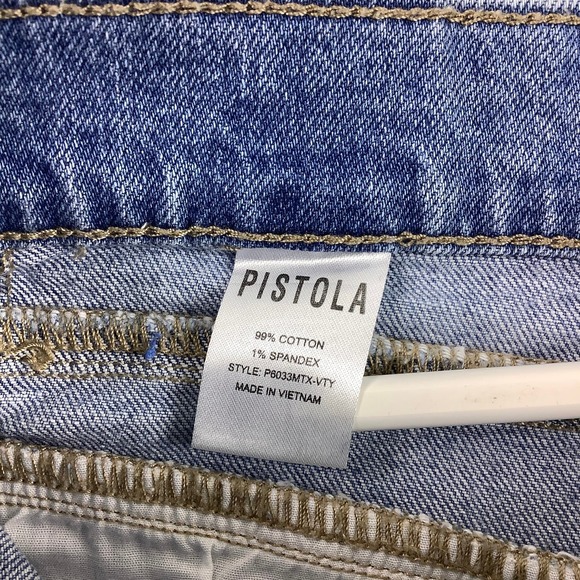 PISTOLA
99% COTTON
1% SPANDEX
STYLE: P6033MTX-VTY
MADE IN VIETNAM